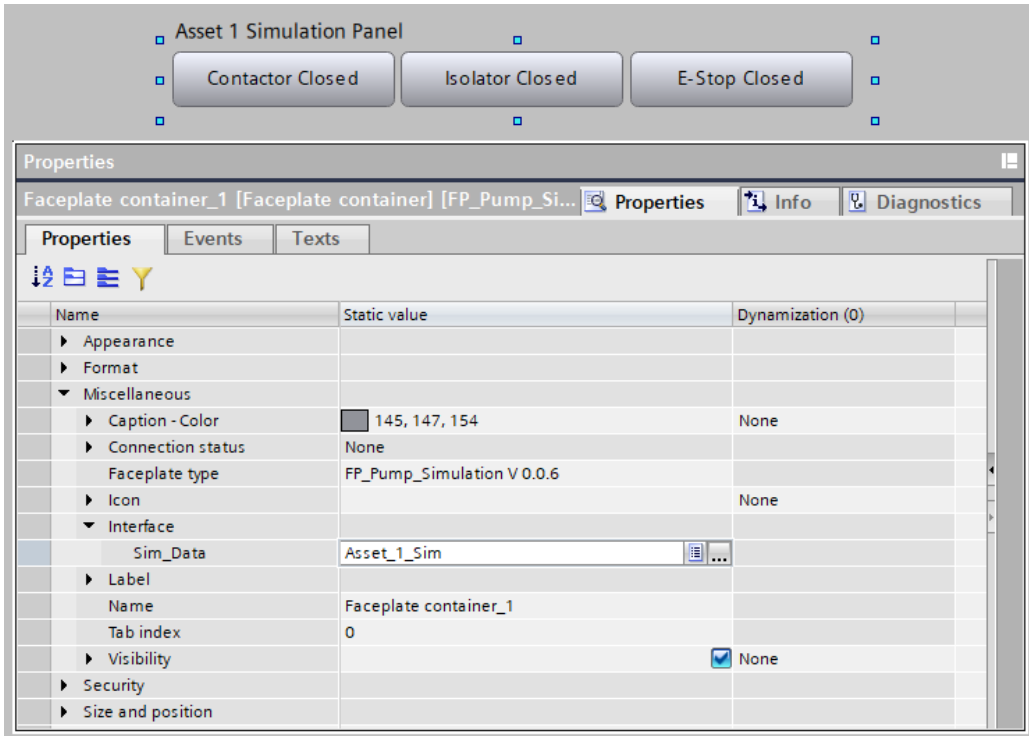 Asset 1 Simulation Panel
Contactor Closed Isolator Closed E-Stop Closed
Properties
Faceplate container_1 [Faceplate container] [FP_Pump_Si... Properties Info Diagnostics
Properties Events Texts
Name Static value Dynamization (0)
Appearance
Format
Miscellaneous
Caption - Color 145, 147, 154 None
Connection status None
Faceplate type FP_Pump_Simulation V 0.0.6
Icon None
Interface
Sim_Data Asset_1_Sim ...
Label
Name Faceplate container_1
Tab index 0
Visibility None
Security
Size and position